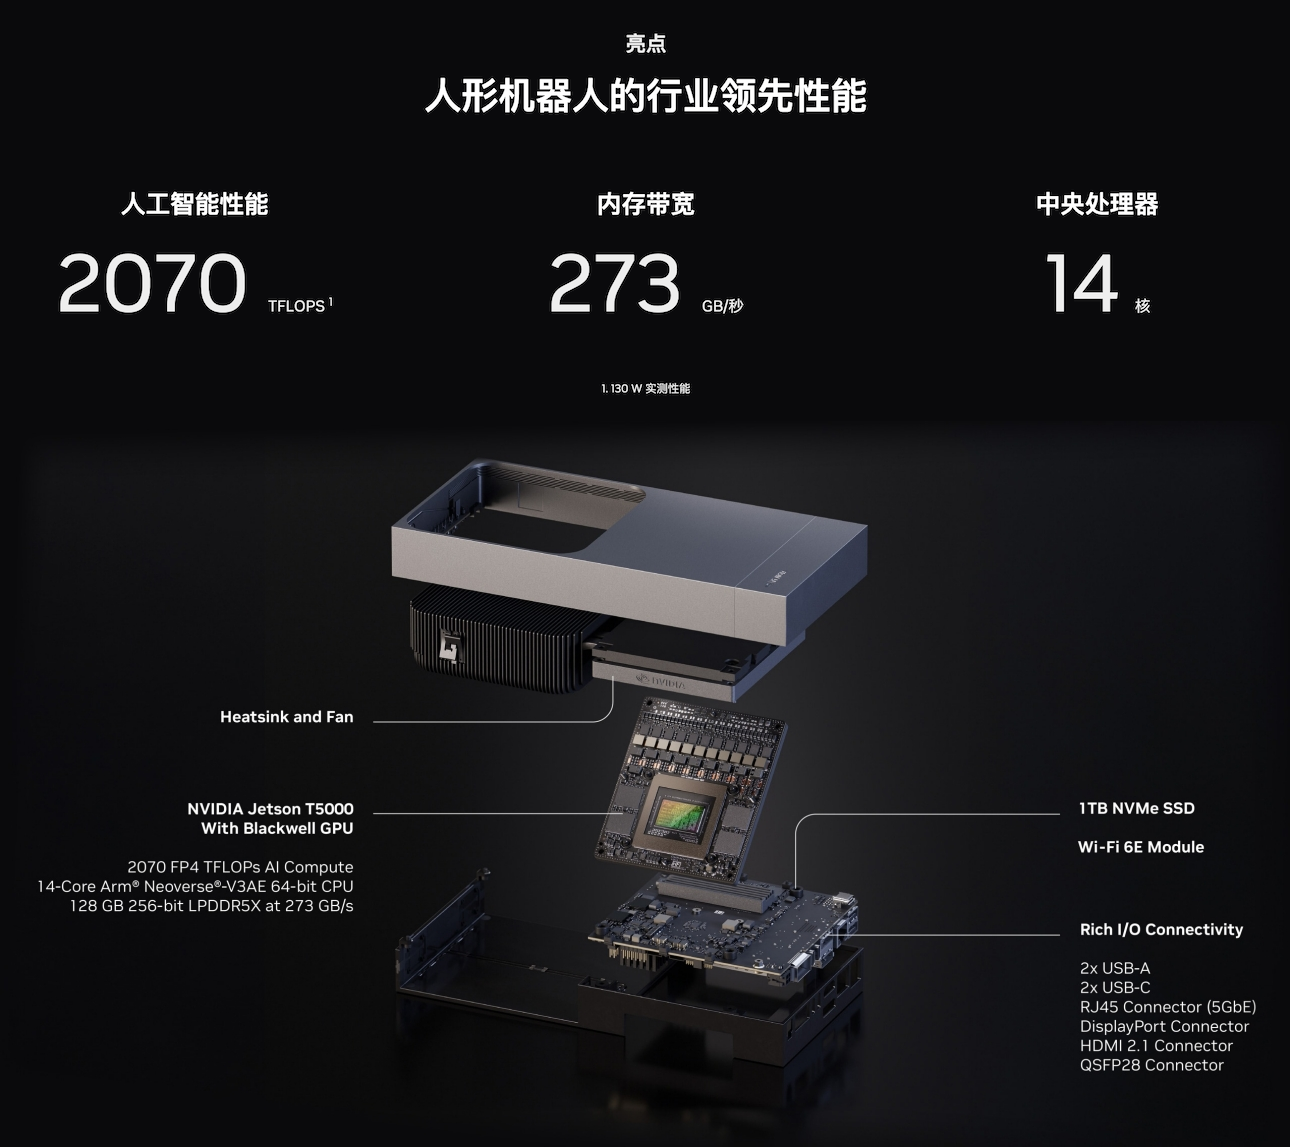 亮点
人形机器人的行业领先性能
人工智能性能
2070 TFLOPS 1
内存带宽
273 GB/秒
中央处理器
14 核
1. 130 W 实测性能
NVIDIA
Heatsink and Fan
NVIDIA Jetson T5000
With Blackwell GPU
2070 FP4 TFLOPs AI Compute
14-Core Arm® Neoverse®-V3AE 64-bit CPU
128 GB 256-bit LPDDR5X at 273 GB/s
1TB NVMe SSD
Wi-Fi 6E Module
Rich I/O Connectivity
2x USB-A
2x USB-C
RJ45 Connector (5GbE)
DisplayPort Connector
HDMI 2.1 Connector
QSFP28 Connector